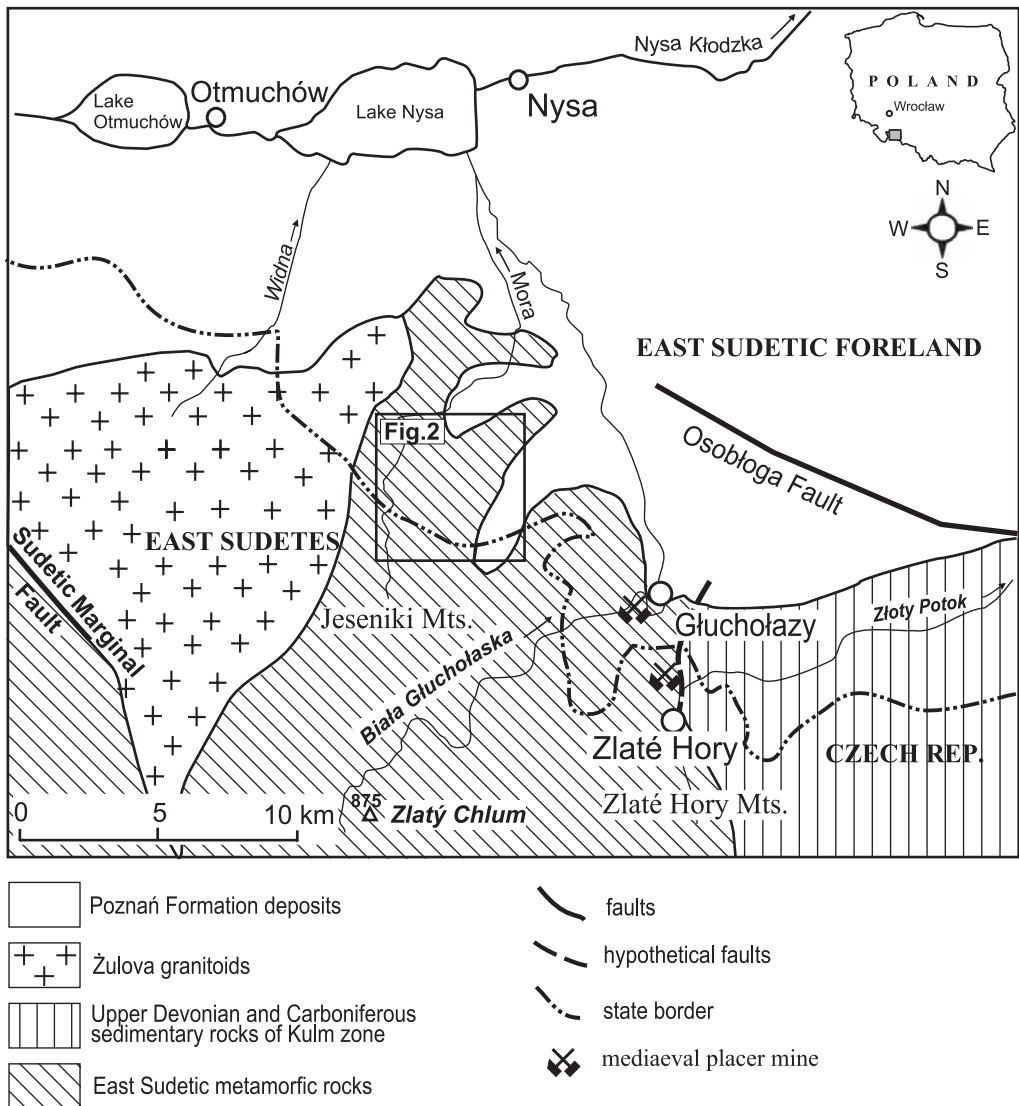 Nysa Kłodzka
POLAND
Wrocław
Lake
Otmuchów
Otmuchów
Lake Nysa
Nysa
N
W
E
S
Widna
Mora
EAST SUDETIC FORELAND
Fig.2
Osobłoga Fault
EAST SUDETES
Sudetic Marginal
Fault
Jeseniki Mts.
Biała Głuchołaska
Głuchołazy
Złoty Potok
Zlaté Hory
CZECH REP.
Zlaté Hory Mts.
0
5
10 km
875
Zlatý Chlum
Poznań Formation deposits
Żulova granitoids
Upper Devonian and Carboniferous
sedimentary rocks of Kulm zone
East Sudetic metamorfic rocks
faults
hypothetical faults
state border
mediaeval placer mine